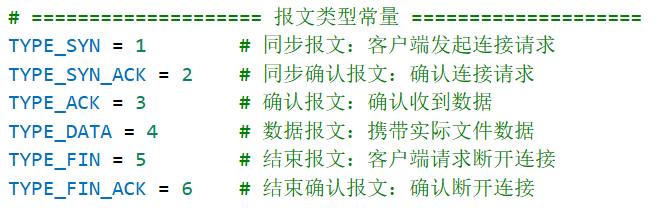 # ==================== 报文类型常量 ====================
TYPE_SYN = 1 # 同步报文：客户端发起连接请求
TYPE_SYN_ACK = 2 # 同步确认报文：确认连接请求
TYPE_ACK = 3 # 确认报文：确认收到数据
TYPE_DATA = 4 # 数据报文：携带实际文件数据
TYPE_FIN = 5 # 结束报文：客户端请求断开连接
TYPE_FIN_ACK = 6 # 结束确认报文：确认断开连接